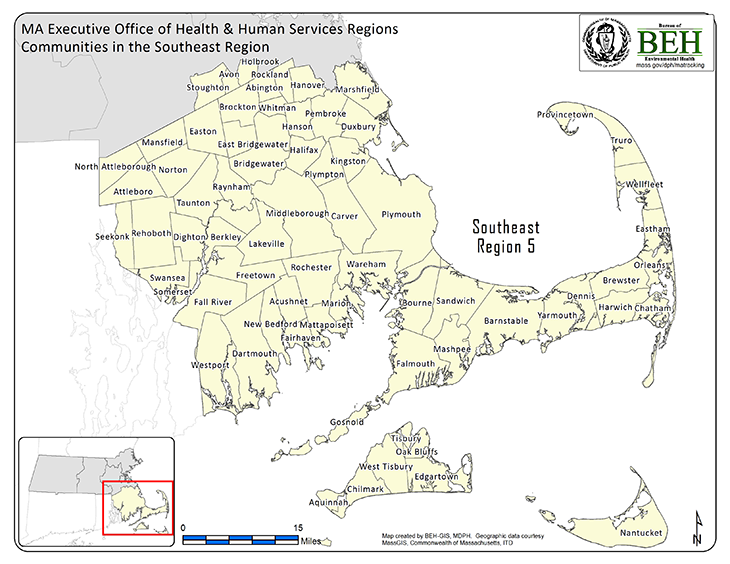 MA Executive Office of Health & Human Services Regions
Communities in the Southeast Region
Bureau of
BEH
Environmental Health
mass.gov/dph/matracking
Holbrook
Avon
Rockland
Stoughton
Abington
Hanover
Marshfield
Brockton
Whitman
Pembroke
Easton
Hanson
Duxbury
Mansfield
East Bridgewater
Halifax
North Attleborough
Norton
Bridgewater
Kingston
Plympton
Attleboro
Raynham
Taunton
Middleborough
Carver
Plymouth
Seekonk
Rehoboth
Dighton
Berkley
Lakeville
Swansea
Freetown
Rochester
Wareham
Somerset
Fall River
Acushnet
Marion
New Bedford
Mattapoisett
Fairhaven
Dartmouth
Westport
Southeast
Region 5
Provincetown
Truro
Wellfleet
Eastham
Orleans
Brewster
Dennis
Harwich
Chatham
Bourne
Sandwich
Barnstable
Yarmouth
Mashpee
Falmouth
Gosnold
Tisbury
Oak Bluffs
West Tisbury
Edgartown
Chilmark
Aquinnah
Nantucket
0
15
Miles
Map created by BEH-GIS, MDPH. Geographic data courtesy
MassGIS, Commonwealth of Massachusetts, ITD
N